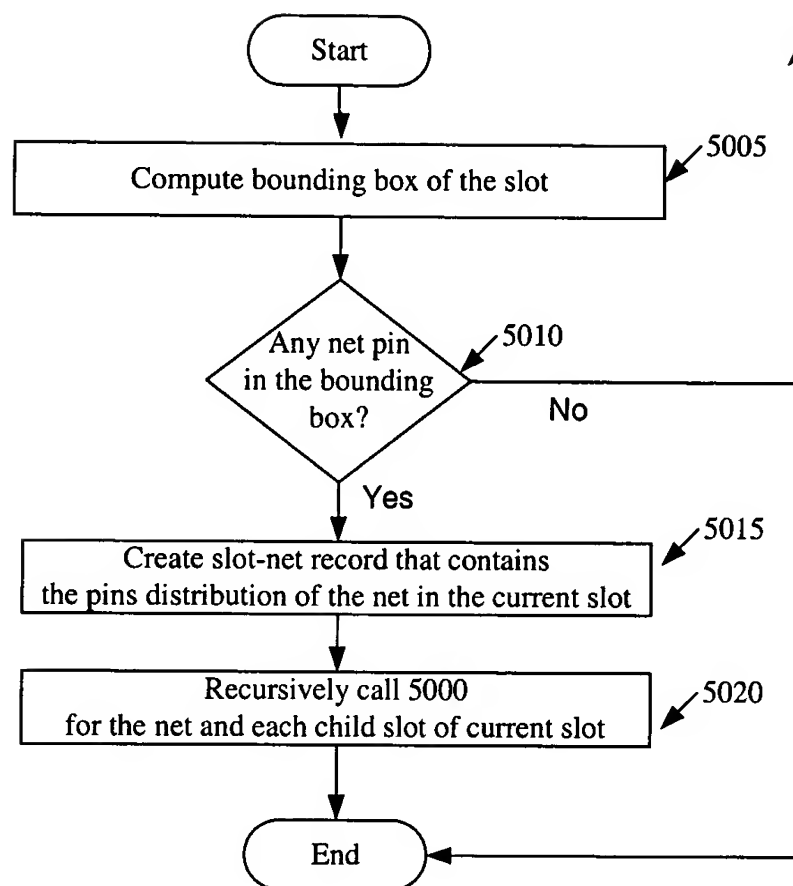 Start
5005
Compute bounding box of the slot
5010
Any net pin
in the bounding
box?
No
Yes
5015
Create slot-net record that contains
the pins distribution of the net in the current slot
5020
Recursively call 5000
for the net and each child slot of current slot
End